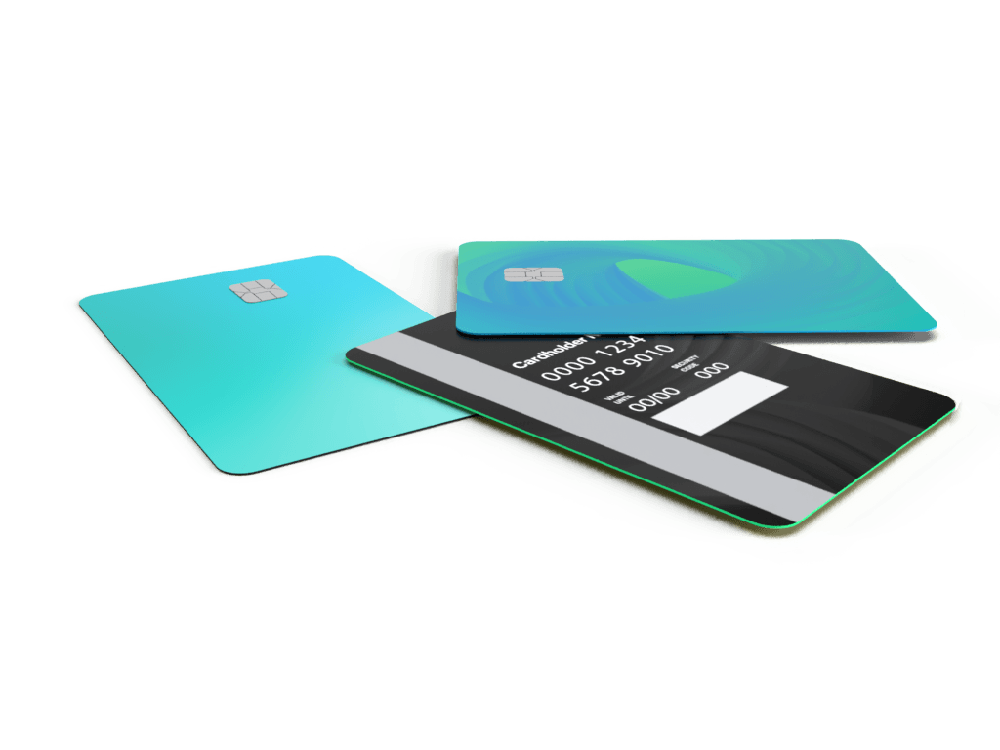 Cardholder
0000 1234
5678 9010
VALID
UNTIL
00/00
SECURITY
CODE
000